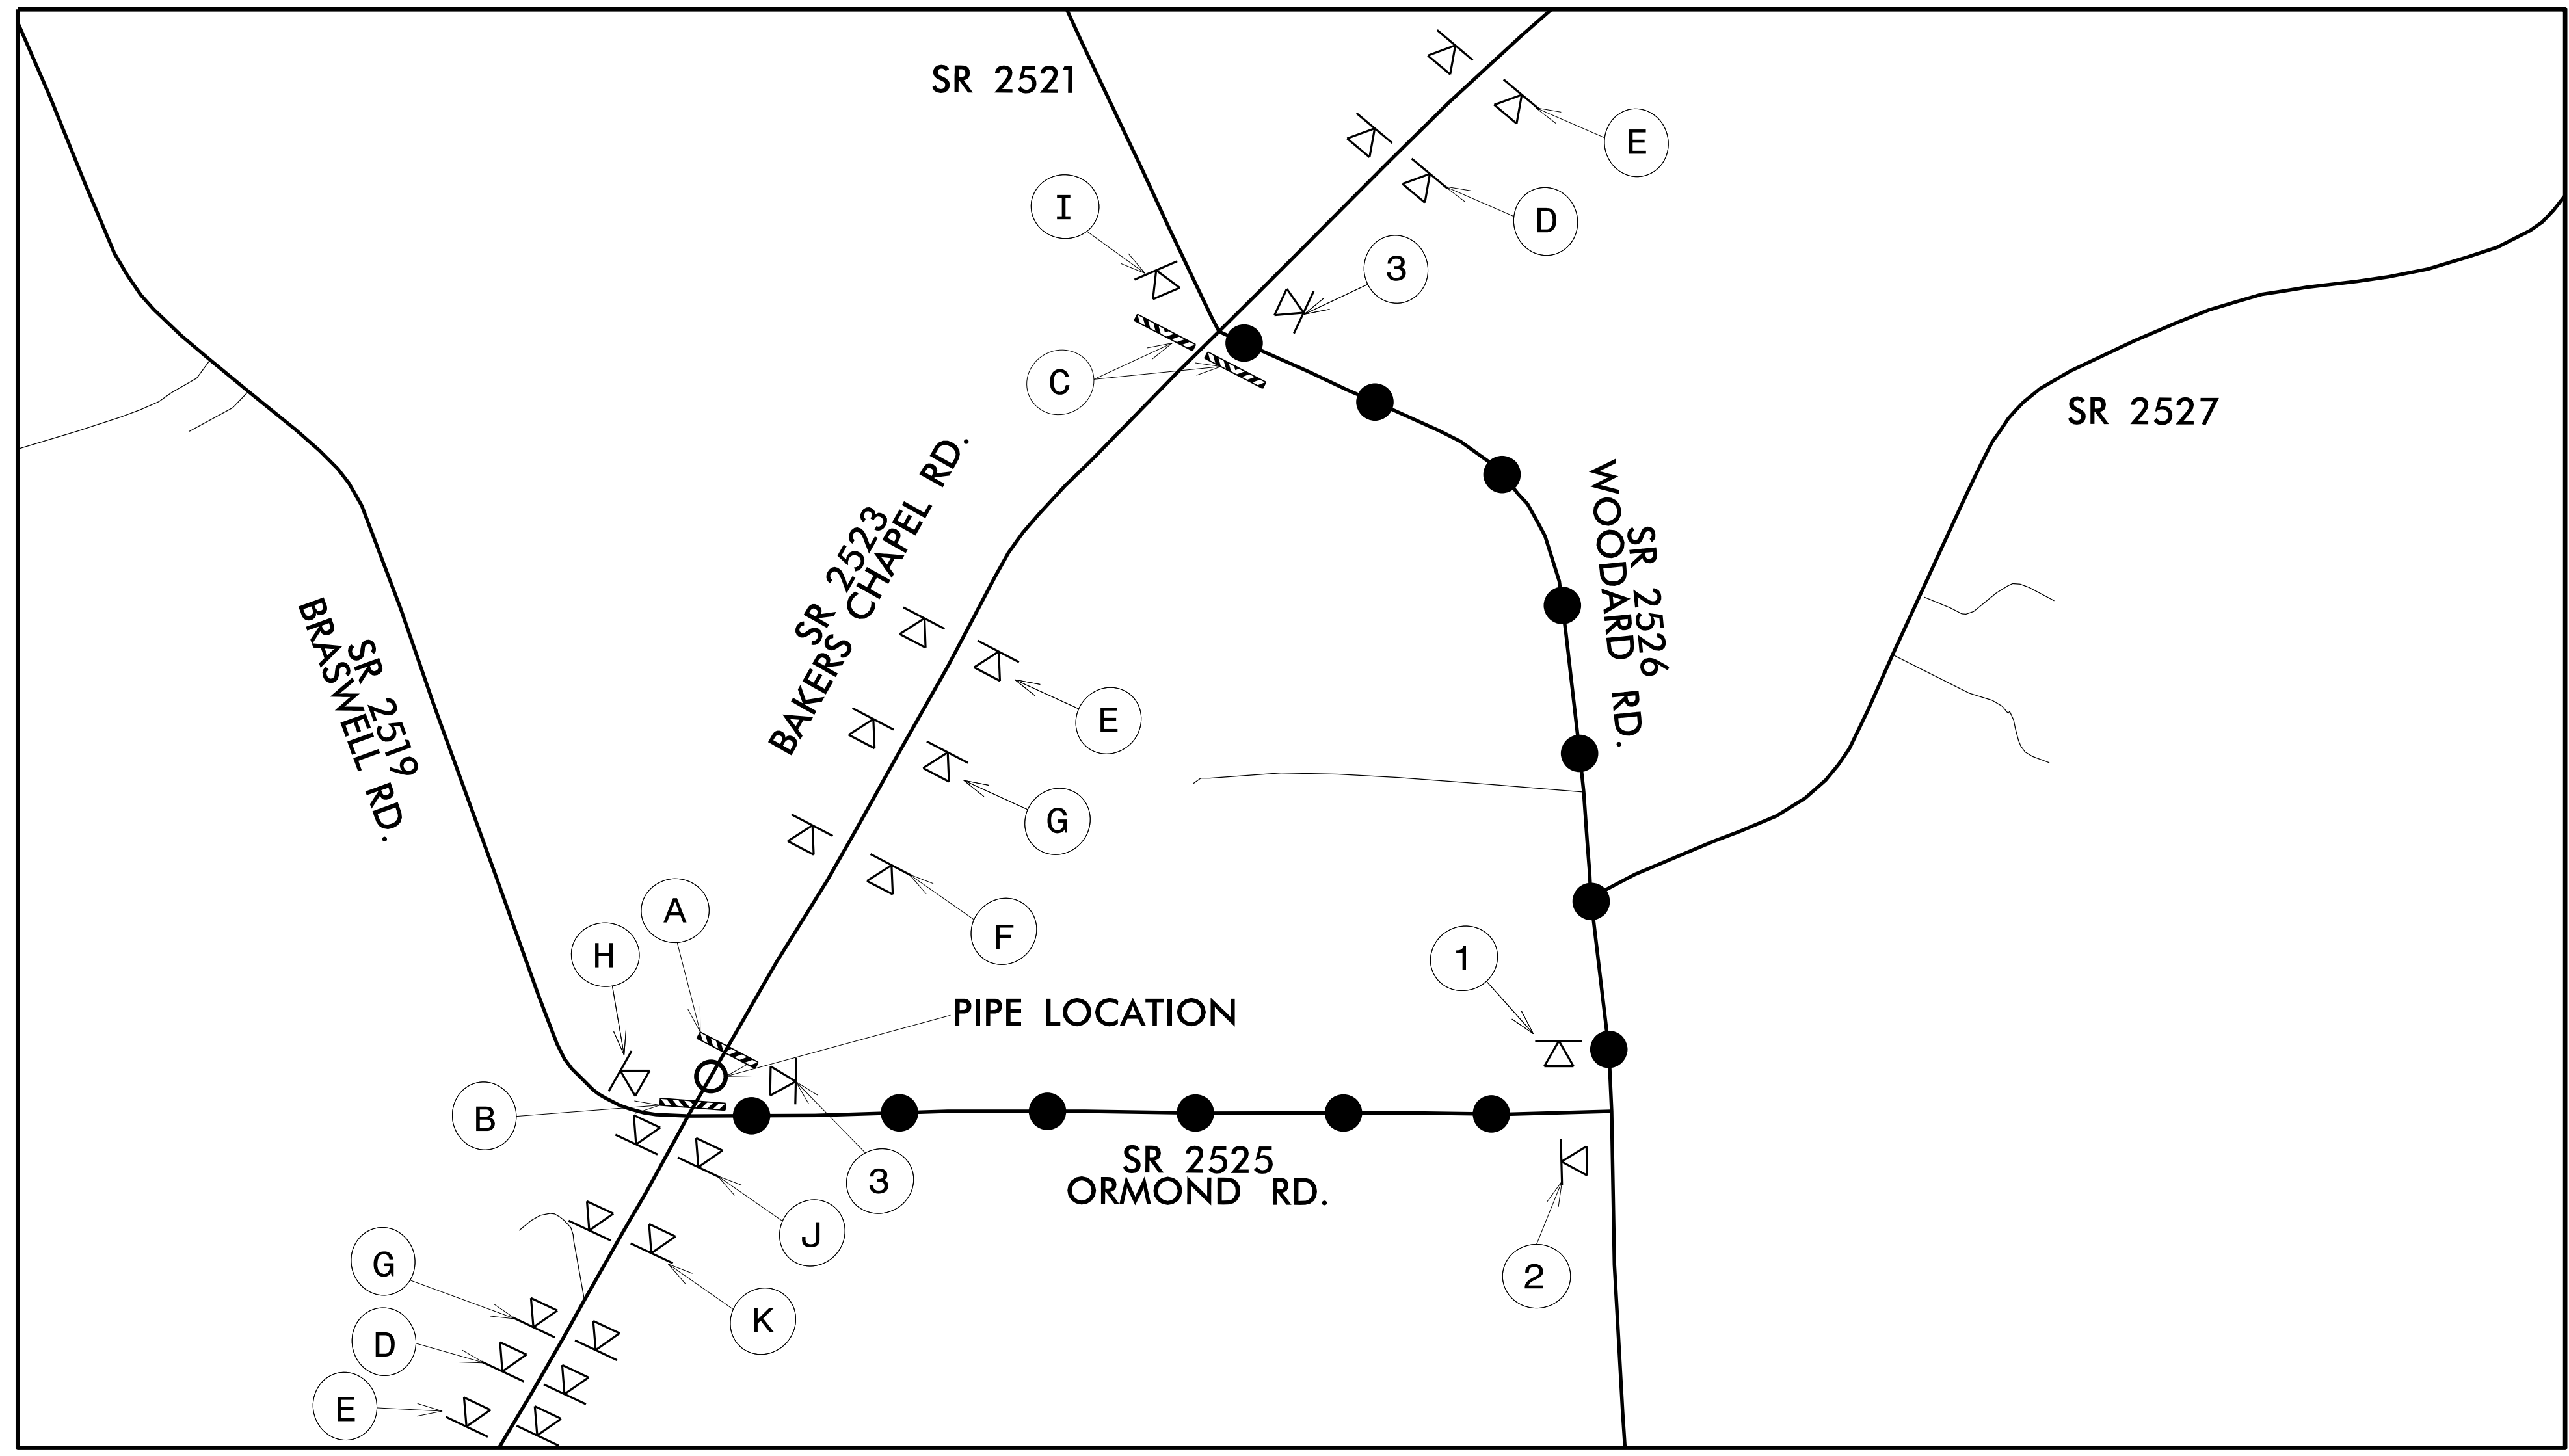 SR 2521
E
I
D
3
C
SR 2527
SR 2523
BAKERS CHAPEL RD.
SR 2526
WOODARD RD.
SR 2519
BRASWELL RD.
E
G
A
F
H
1
PIPE LOCATION
B
SR 2525
ORMOND RD.
3
J
G
2
K
D
E